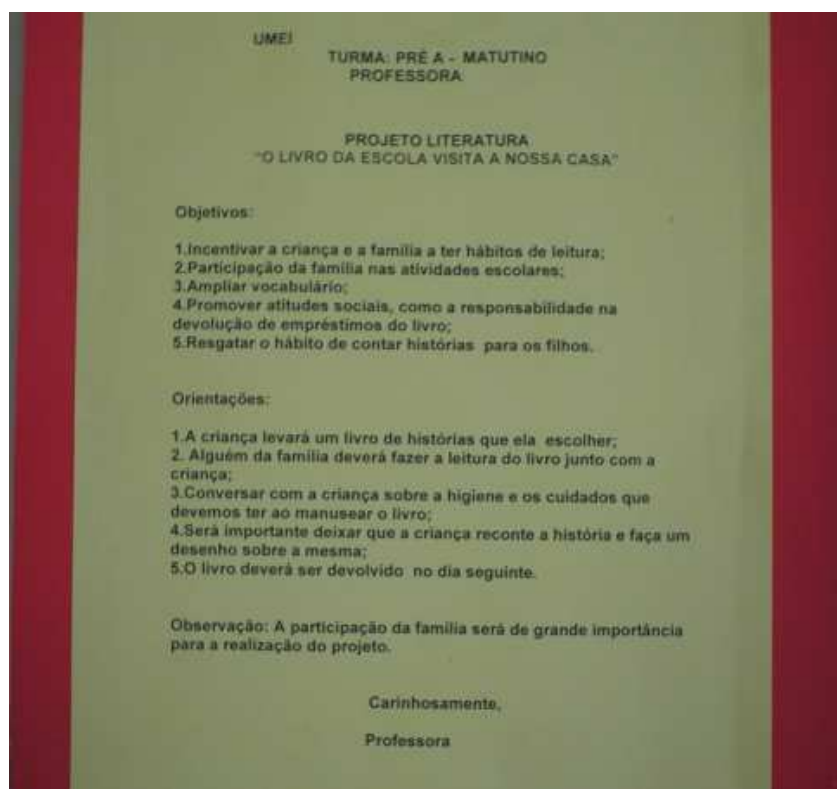 UMEI
TURMA: PRÉ A - MATUTINO
PROFESSORA:
PROJETO LITERATURA
"O LIVRO DA ESCOLA VISITA A NOSSA CASA"
Objetivos:
1.Incentivar a criança e a família a ter hábitos de leitura;
2.Participação da família nas atividades escolares;
3.Ampliar vocabulário;
4.Promover atitudes sociais, como a responsabilidade na
devolução de empréstimos do livro;
5.Resgatar o hábito de contar histórias para os filhos.
Orientações:
1.A criança levará um livro de histórias que ela escolher;
2. Alguém da família deverá fazer a leitura do livro junto com a
criança;
3.Conversar com a criança sobre a higiene e os cuidados que
devemos ter ao manusear o livro;
4.Será importante deixar que a criança reconte a história e faça um
desenho sobre a mesma;
5.O livro deverá ser devolvido no dia seguinte.
Observação: A participação da família será de grande importância
para a realização do projeto.
Carinhosamente,
Professora